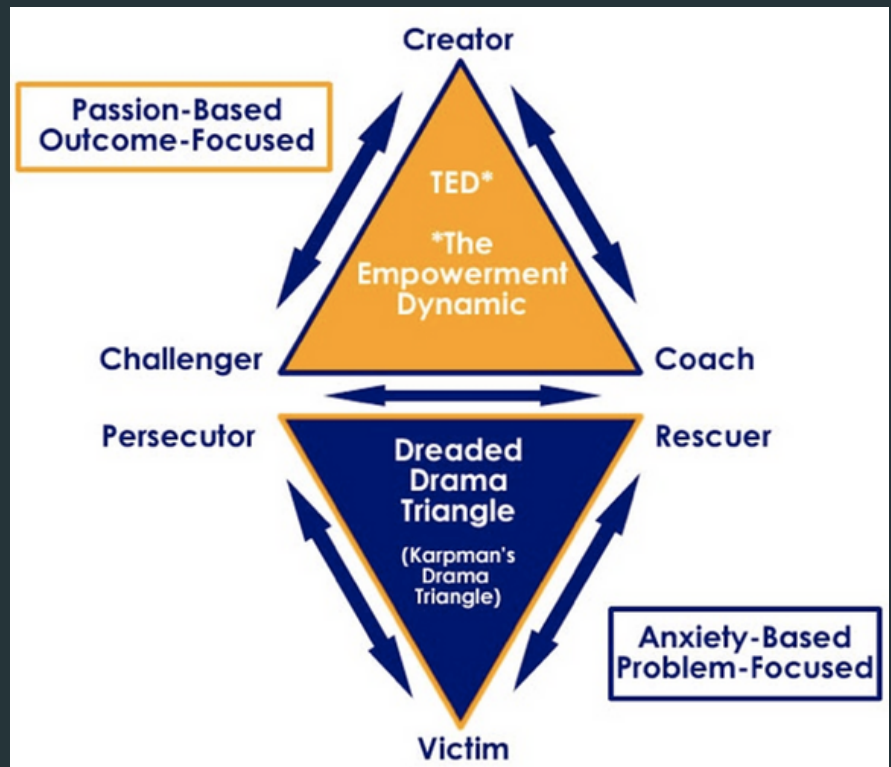 Creator
Passion-Based
Outcome-Focused
TED*
*The
Empowerment
Dynamic
Challenger
Coach
Persecutor
Rescuer
Dreaded
Drama
Triangle
(Karpman's
Drama
Triangle)
Anxiety-Based
Problem-Focused
Victim